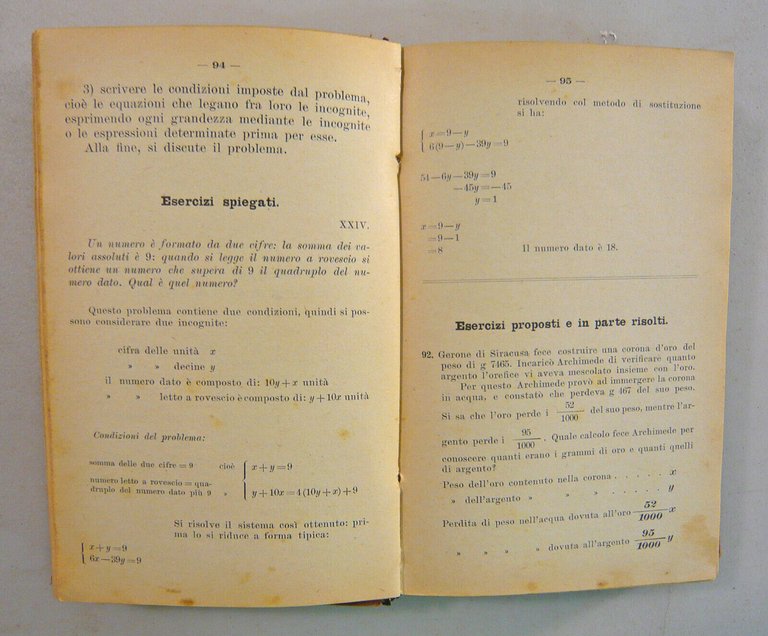 — 94 —
3) scrivere le condizioni imposte dal problema,
cioè le equazioni che legano fra loro le incognite,
esprimendo ogni grandezza mediante le incognite
o le espressioni determinate prima per esse.
Alla fine, si discute il problema.
Esercizi spiegati.
XXIV.
Un numero è formato da due cifre: la somma dei va-
lori assoluti è 9: quando si legge il numero a rovescio si
ottiene un numero che supera di 9 il quadruplo del nu-
mero dato. Qual è quel numero?
Questo problema contiene due condizioni, quindi si pos-
sono considerare due incognite:
cifra delle unità x
» » decine y
il numero dato è composto di: 10y + x unità
» » letto a rovescio è composto di: y + 10x unità
Condizioni del problema:
somma delle due cifre = 9 cioè { x + y = 9
numero letto a rovescio = qua-
druplo del numero dato più 9 » { y + 10x = 4 (10y + x) + 9
Si risolve il sistema così ottenuto: pri-
ma lo si riduce a forma tipica:
{ x + y = 9
{ 6x − 39y = 9
— 95 —
risolvendo col metodo di sostituzione
si ha:
{ x = 9 − y
{ 6(9 − y) − 39y = 9
54 − 6y − 39y = 9
− 45y = − 45
y = 1
x = 9 − y
= 9 − 1
= 8 Il numero dato è 18.
Esercizi proposti e in parte risolti.
92. Gerone di Siracusa fece costruire una corona d'oro del
peso di g 7465. Incaricò Archimede di verificare quanto
argento l'orefice vi aveva mescolato insieme con l'oro.
Per questo Archimede provò ad immergere la corona
in acqua, e constatò che perdeva g 467 del suo peso.
Si sa che l'oro perde i 52/1000 del suo peso, mentre l'ar-
gento perde i 95/1000. Quale calcolo fece Archimede per
conoscere quanti erano i grammi di oro e quanti quelli
di argento?
Peso dell'oro contenuto nella corona . . . . . x
» dell'argento » » » . . . . . . y
Perdita di peso nell'acqua dovuta all'oro 52/1000 x
» » » » dovuta all'argento 95/1000 y